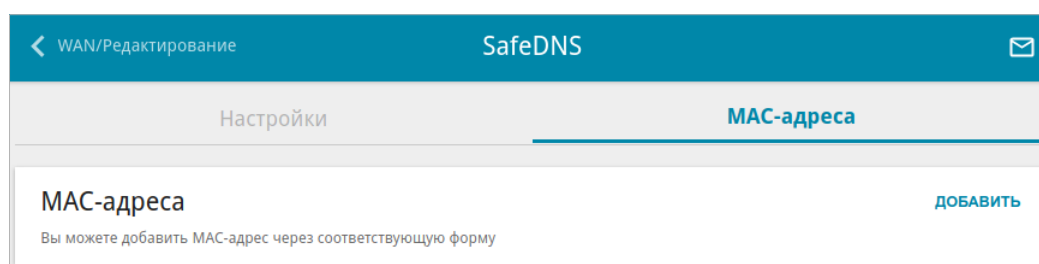 WAN/Редактирование
SafeDNS
Настройки
MAC-адреса
MAC-адреса
ДОБАВИТЬ
Вы можете добавить MAC-адрес через соответствующую форму